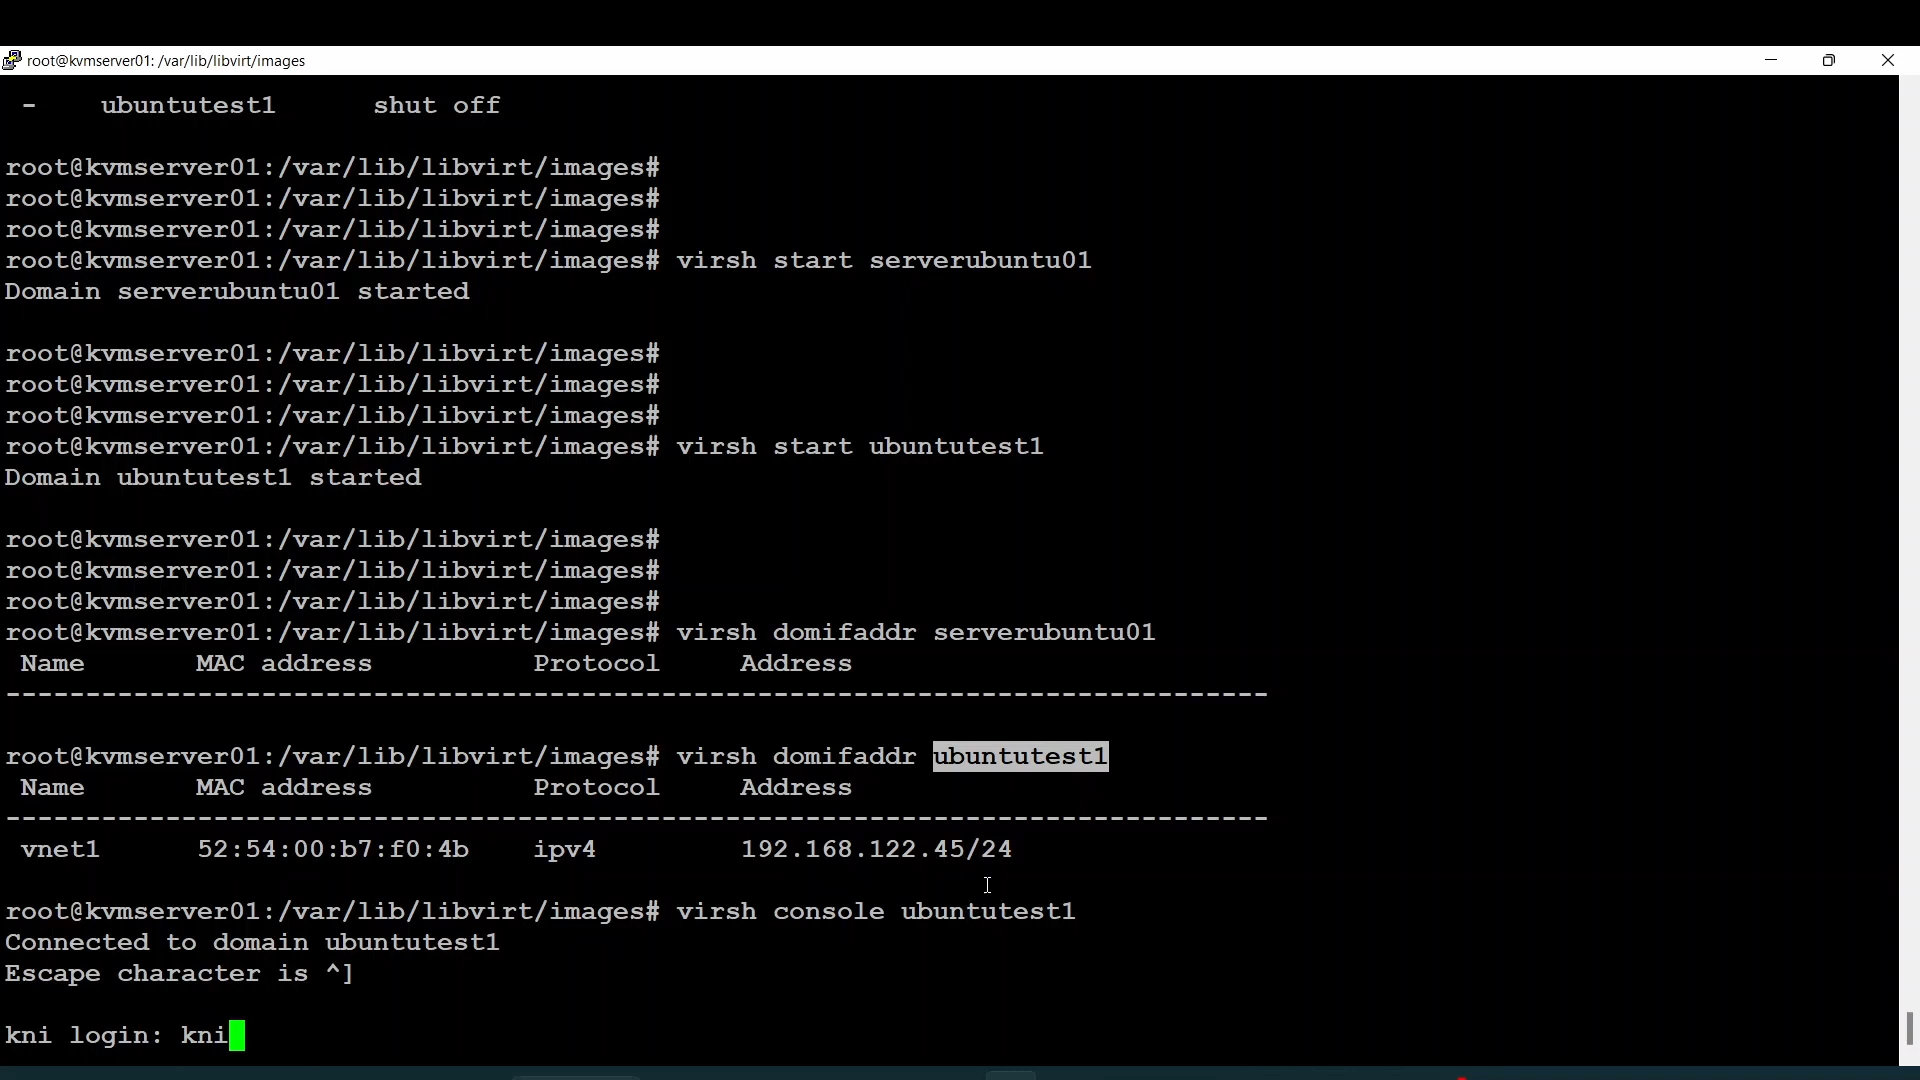 root@kvmserver01: /var/lib/libvirt/images
-    ubuntutest1      shut off
root@kvmserver01:/var/lib/libvirt/images#
root@kvmserver01:/var/lib/libvirt/images#
root@kvmserver01:/var/lib/libvirt/images#
root@kvmserver01:/var/lib/libvirt/images# virsh start serverubuntu01
Domain serverubuntu01 started
root@kvmserver01:/var/lib/libvirt/images#
root@kvmserver01:/var/lib/libvirt/images#
root@kvmserver01:/var/lib/libvirt/images#
root@kvmserver01:/var/lib/libvirt/images# virsh start ubuntutest1
Domain ubuntutest1 started
root@kvmserver01:/var/lib/libvirt/images#
root@kvmserver01:/var/lib/libvirt/images#
root@kvmserver01:/var/lib/libvirt/images#
root@kvmserver01:/var/lib/libvirt/images# virsh domifaddr serverubuntu01
Name       MAC address          Protocol     Address
-------------------------------------------------------------------------------
root@kvmserver01:/var/lib/libvirt/images# virsh domifaddr ubuntutest1
Name       MAC address          Protocol     Address
-------------------------------------------------------------------------------
vnet1      52:54:00:b7:f0:4b    ipv4         192.168.122.45/24
root@kvmserver01:/var/lib/libvirt/images# virsh console ubuntutest1
Connected to domain ubuntutest1
Escape character is ^]
kni login: kni